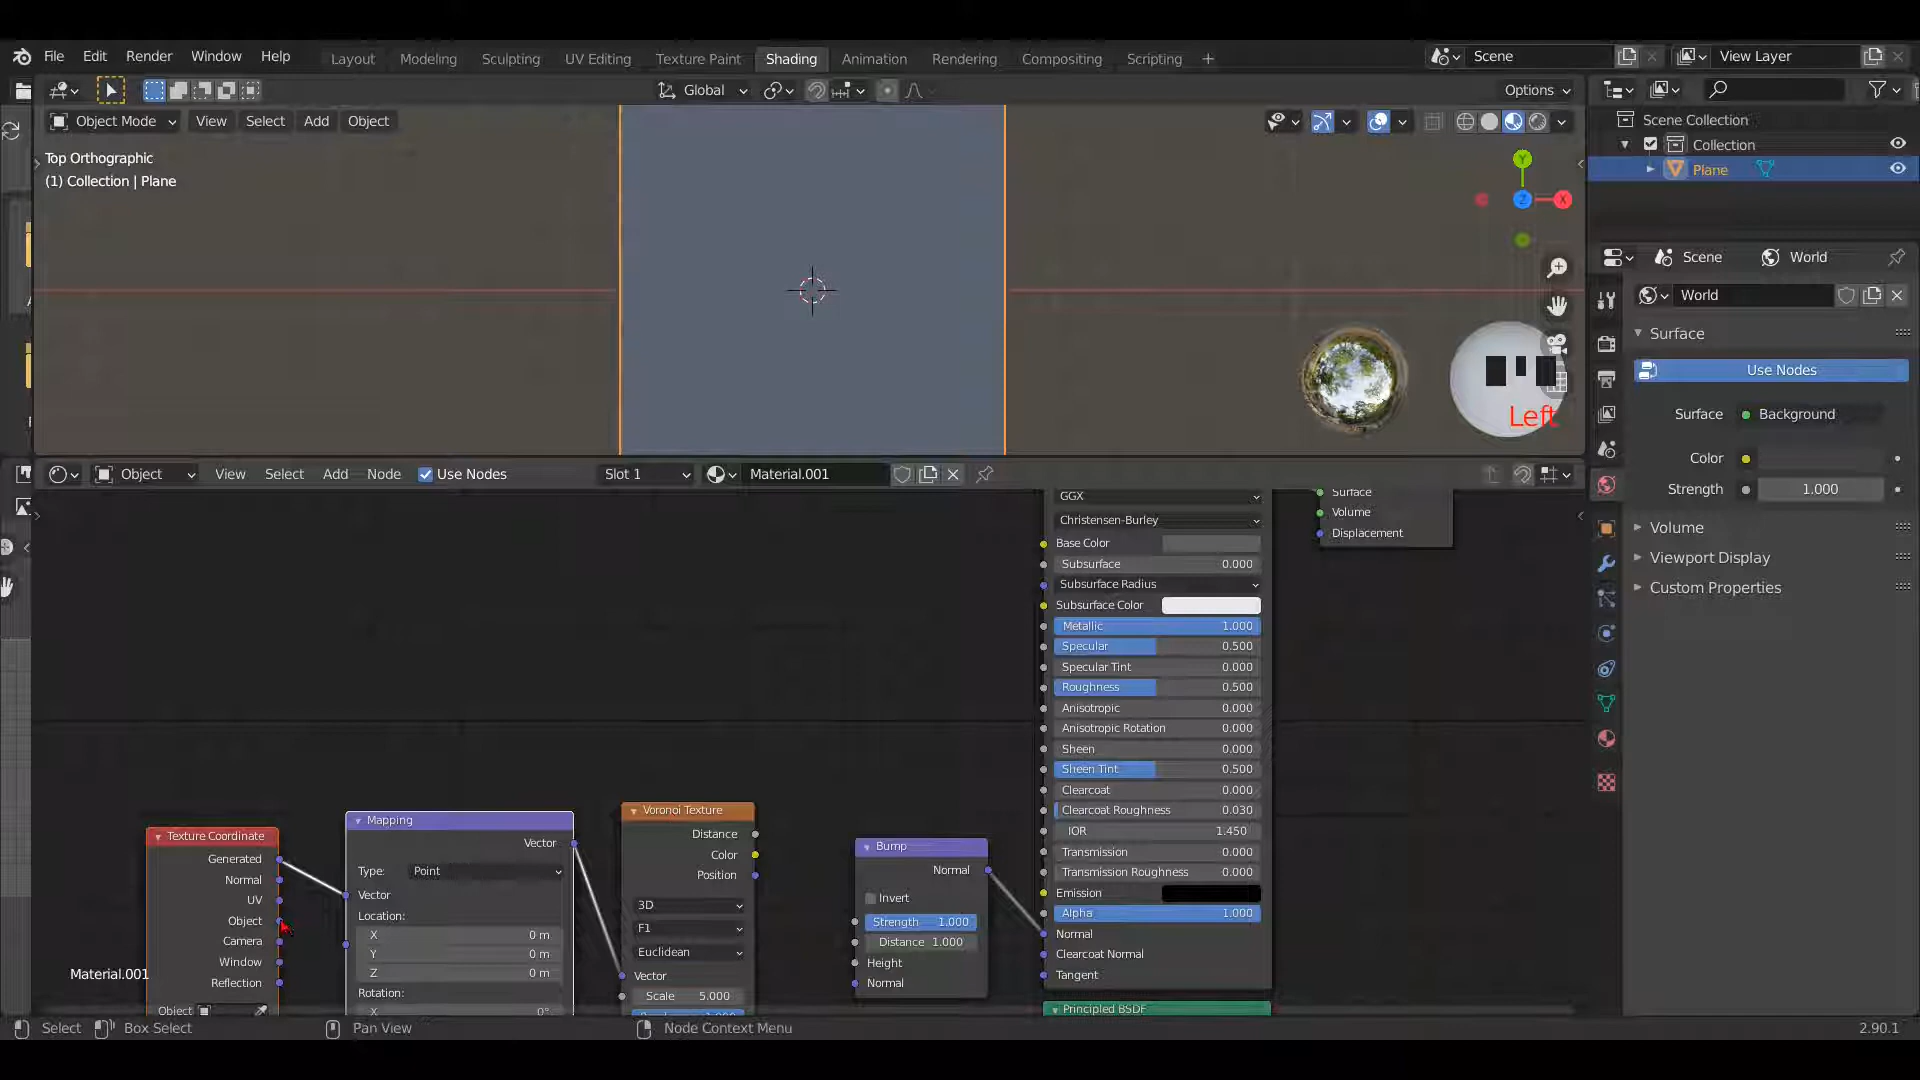 File Edit Render Window Help Layout Modeling Sculpting UV Editing Texture Paint Shading Animation Rendering Compositing Scripting + Scene View Layer
Global Options
Object Mode View Select Add Object
Top Orthographic
(1) Collection | Plane
Y
Z
X
Left
Scene Collection
Collection
Plane
Scene World
World
Surface
Use Nodes
Surface Background
Color
Strength 1.000
Volume
Viewport Display
Custom Properties
Object View Select Add Node Use Nodes Slot 1 Material.001
Texture Coordinate
Generated
Normal
UV
Object
Camera
Window
Reflection
Object
Material.001
Mapping
Vector
Type: Point
Vector
Location:
X 0 m
Y 0 m
Z 0 m
Rotation:
X 0°
Voronoi Texture
Distance
Color
Position
3D
F1
Euclidean
Vector
Scale 5.000
Bump
Normal
Invert
Strength 1.000
Distance 1.000
Height
Normal
GGX
Christensen-Burley
Base Color
Subsurface 0.000
Subsurface Radius
Subsurface Color
Metallic 1.000
Specular 0.500
Specular Tint 0.000
Roughness 0.500
Anisotropic 0.000
Anisotropic Rotation 0.000
Sheen 0.000
Sheen Tint 0.500
Clearcoat 0.000
Clearcoat Roughness 0.030
IOR 1.450
Transmission 0.000
Transmission Roughness 0.000
Emission
Alpha 1.000
Normal
Clearcoat Normal
Tangent
Principled BSDF
Surface
Volume
Displacement
Select Box Select Pan View Node Context Menu 2.90.1